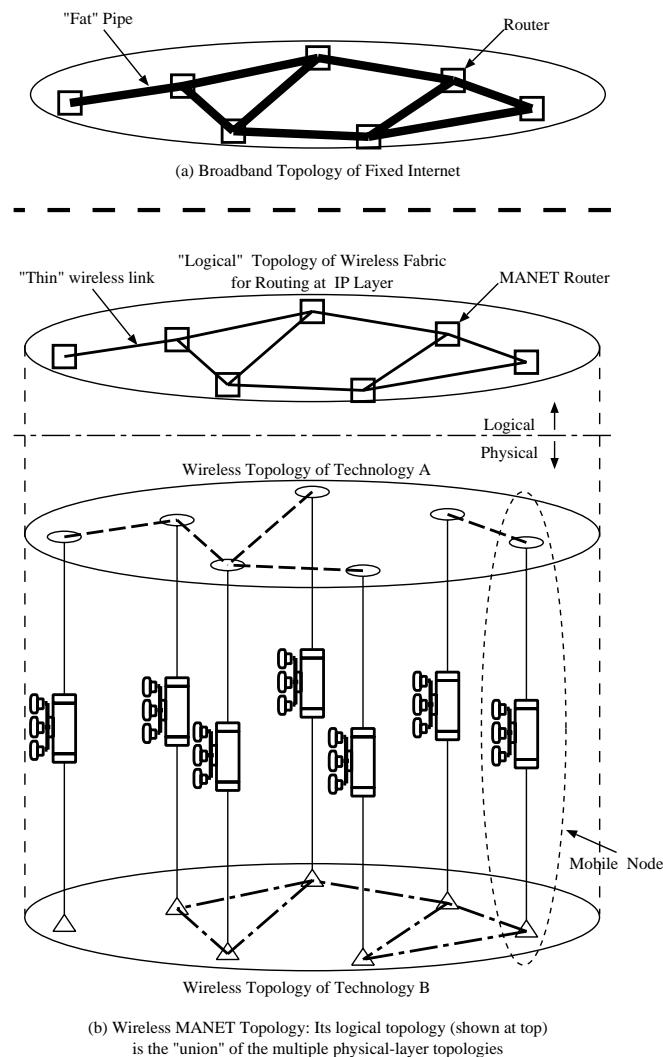 "Fat" Pipe
Router
(a) Broadband Topology of Fixed Internet
"Logical" Topology of Wireless Fabric
for Routing at IP Layer
"Thin" wireless link
MANET Router
Logical
Physical
Wireless Topology of Technology A
Mobile Node
Wireless Topology of Technology B
(b) Wireless MANET Topology: Its logical topology (shown at top)
is the "union" of the multiple physical-layer topologies